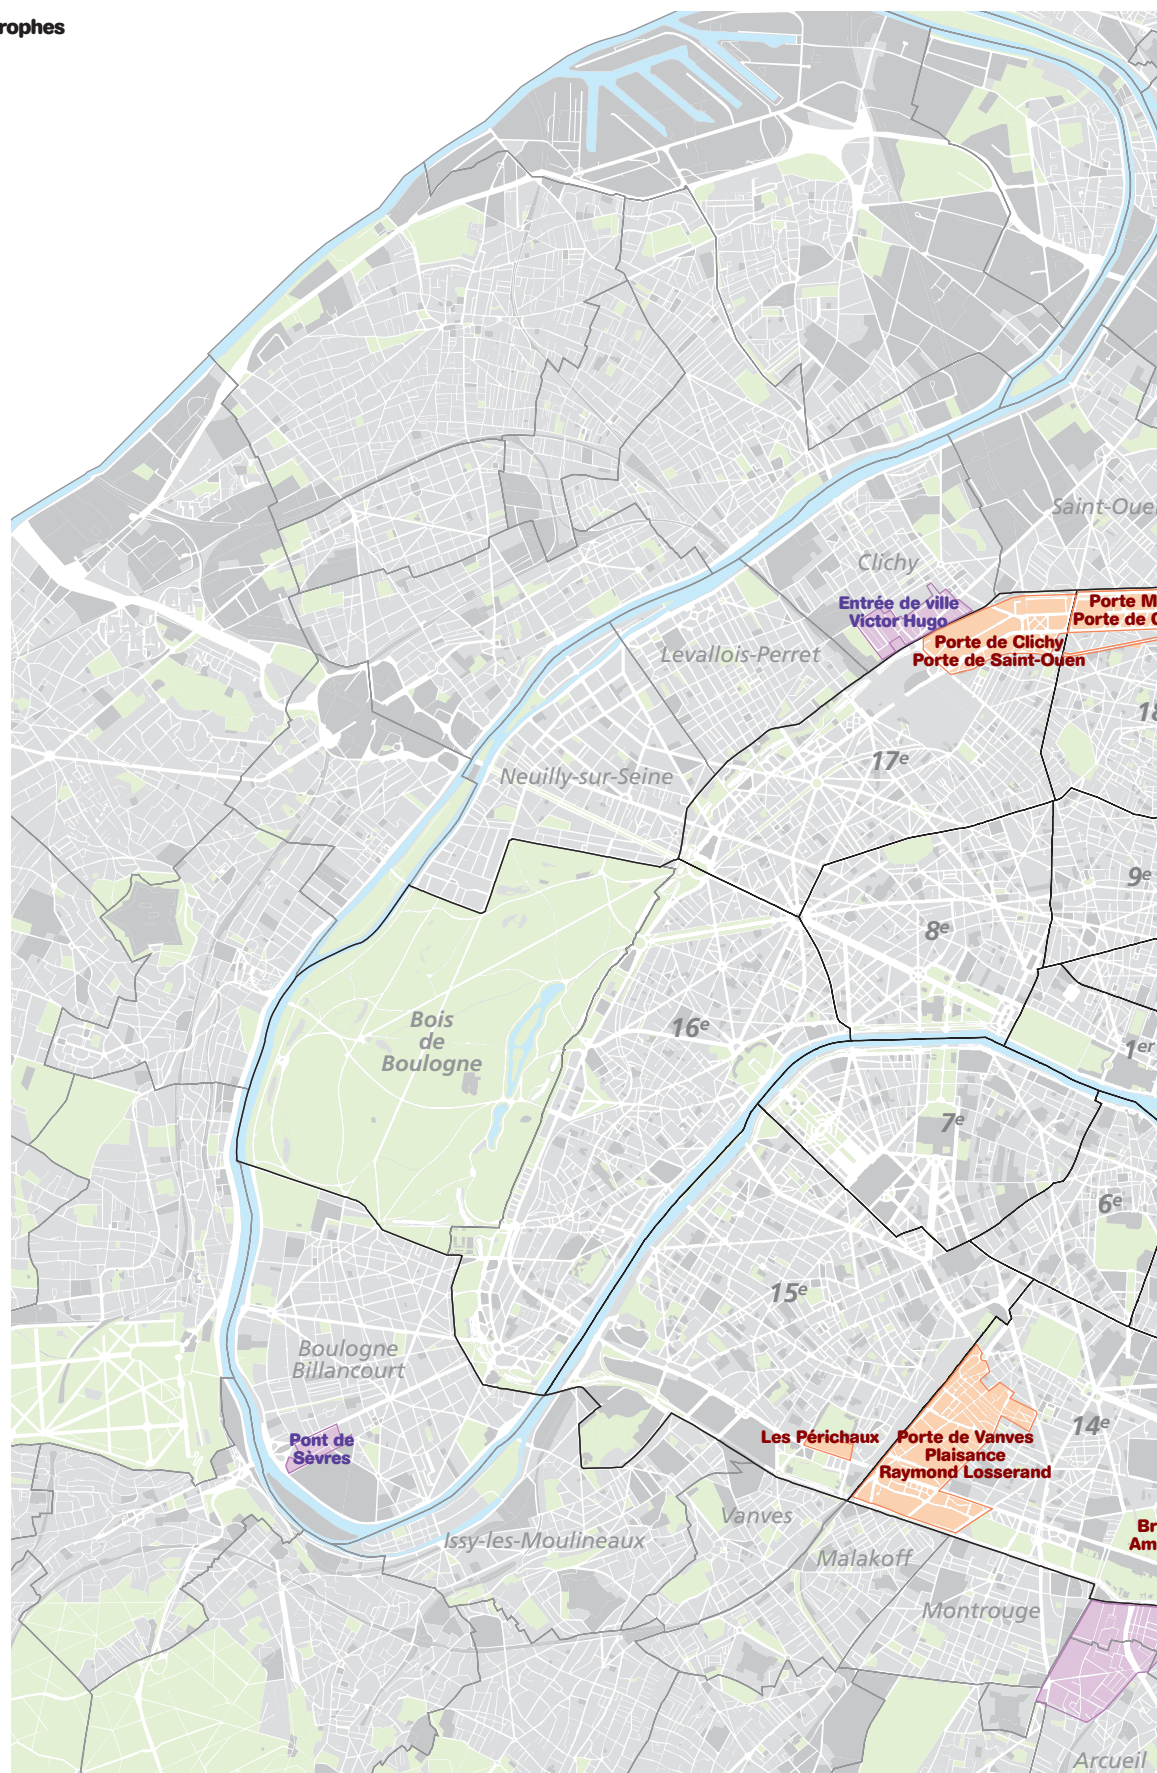 rophes
Saint-Oue
Clichy
Entrée de ville
Victor Hugo
Porte M
Porte de C
Porte de Clichy
Porte de Saint-Ouen
Levallois-Perret
18
17e
Neuilly-sur-Seine
9e
8e
Bois
de
Boulogne
16e
1er
7e
6e
15e
Boulogne
Billancourt
14e
Pont de
Sèvres
Les Périchaux
Porte de Vanves
Plaisance
Raymond Losserand
Vanves
Br
Am
Issy-les-Moulineaux
Malakoff
Montrouge
Arcueil